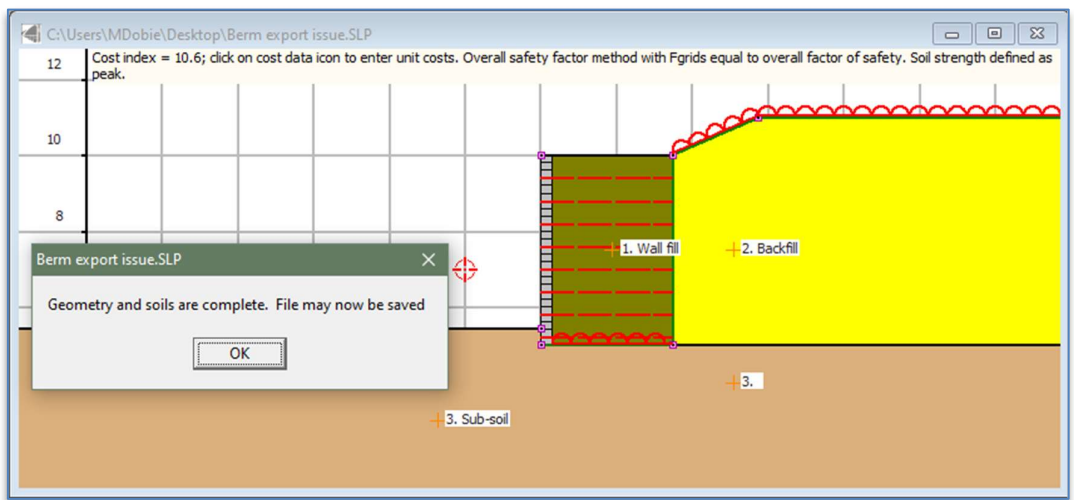 C:\Users\MDobie\Desktop\Berm export issue.SLP
Cost index = 10.6; click on cost data icon to enter unit costs. Overall safety factor method with Fgrids equal to overall factor of safety. Soil strength defined as
peak.
12
10
8
1. Wall fill
2. Backfill
Berm export issue.SLP
Geometry and soils are complete. File may now be saved
OK
3.
3. Sub-soil